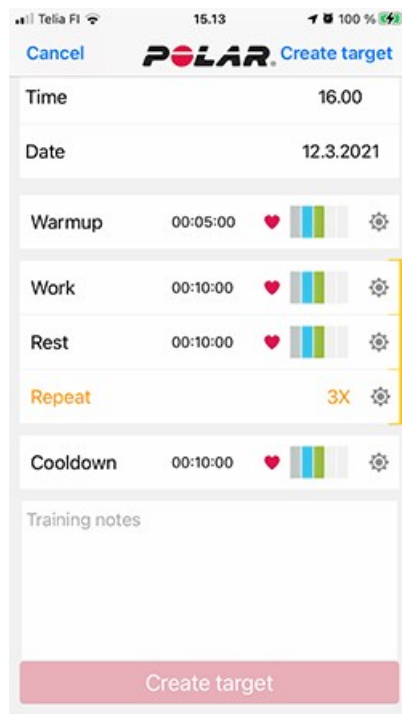 Telia FI 15.13 100 %
Cancel POLAR. Create target
Time 16.00
Date 12.3.2021
Warmup 00:05:00
Work 00:10:00
Rest 00:10:00
Repeat 3X
Cooldown 00:10:00
Training notes
Create target